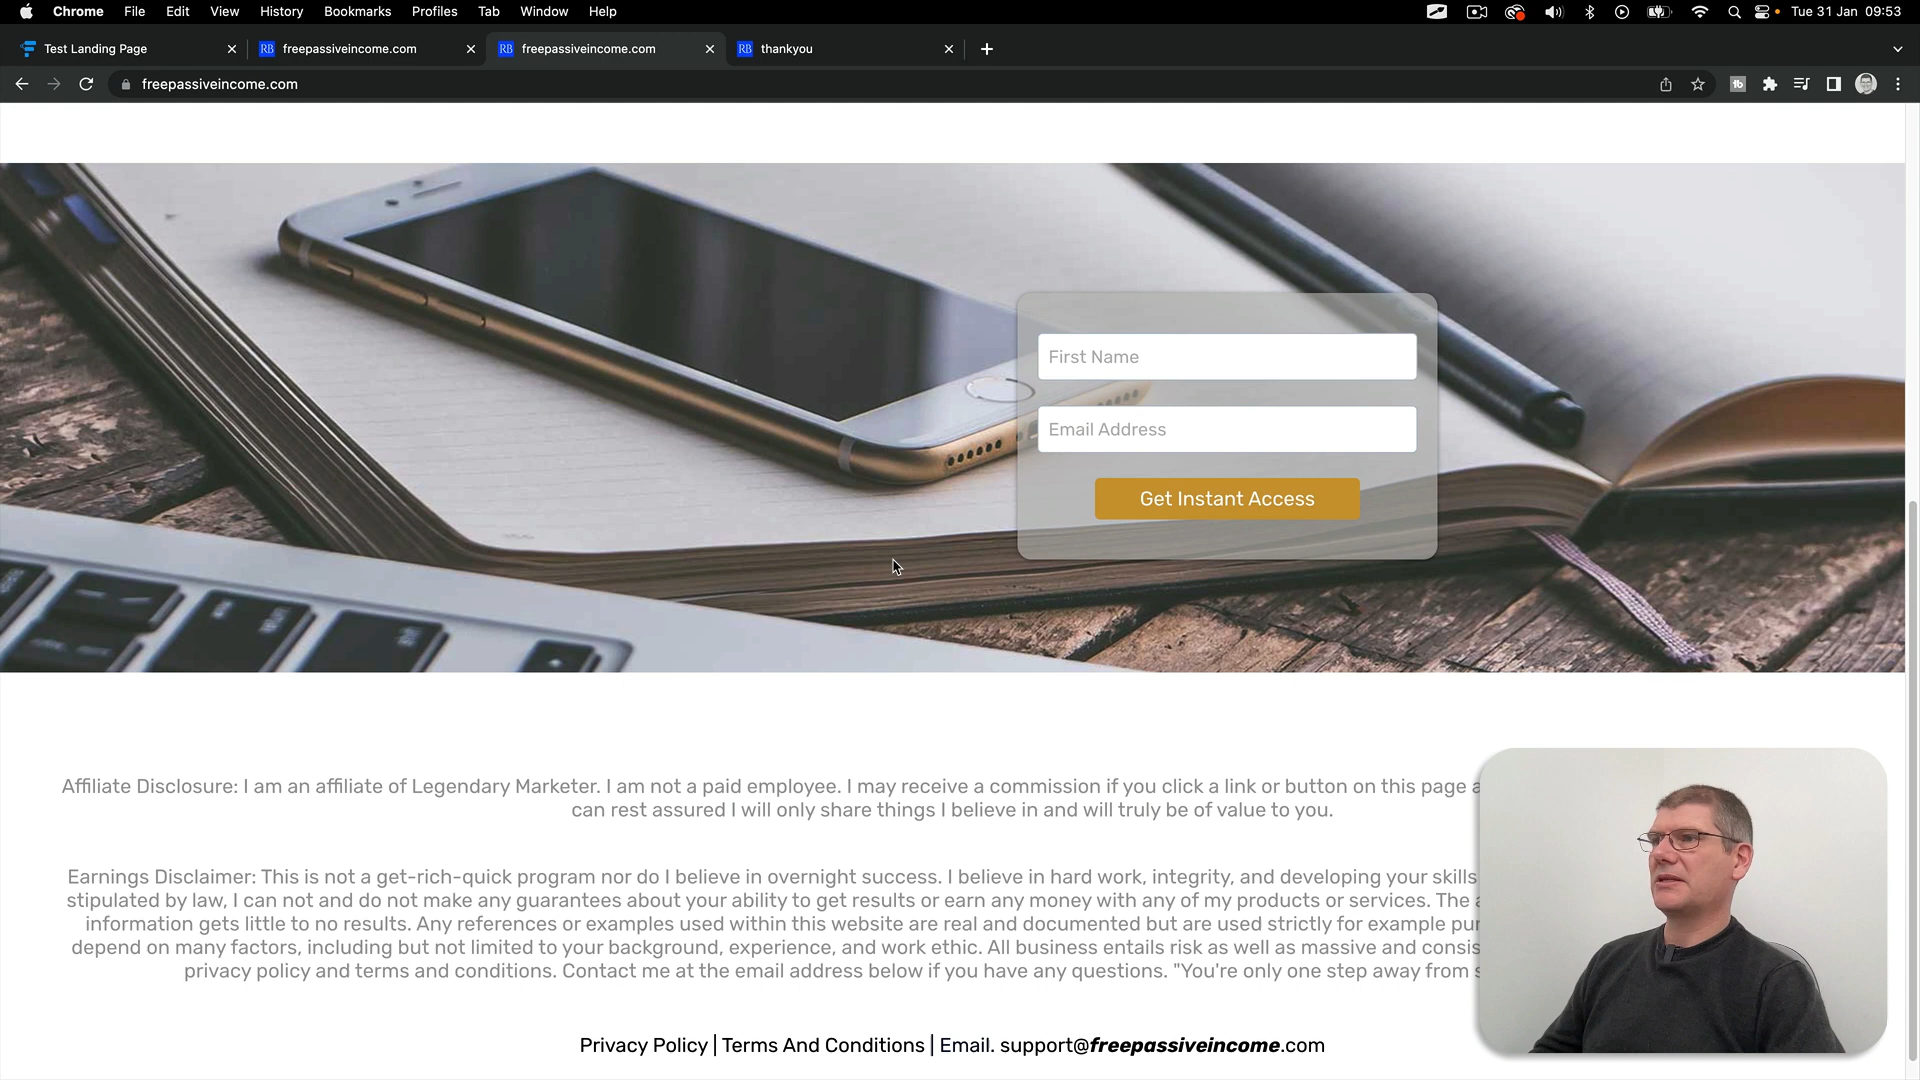 Chrome File Edit View History Bookmarks Profiles Tab Window Help Tue 31 Jan 09:53
Test Landing Page RB freepassiveincome.com RB freepassiveincome.com RB thankyou
freepassiveincome.com
First Name
Email Address
Get Instant Access
Affiliate Disclosure: I am an affiliate of Legendary Marketer. I am not a paid employee. I may receive a commission if you click a link or button on this page
can rest assured I will only share things I believe in and will truly be of value to you.
Earnings Disclaimer: This is not a get-rich-quick program nor do I believe in overnight success. I believe in hard work, integrity, and developing your skills
stipulated by law, I can not and do not make any guarantees about your ability to get results or earn any money with any of my products or services. The
information gets little to no results. Any references or examples used within this website are real and documented but are used strictly for example
depend on many factors, including but not limited to your background, experience, and work ethic. All business entails risk as well as massive and
privacy policy and terms and conditions. Contact me at the email address below if you have any questions. "You're only one step away from
Privacy Policy | Terms And Conditions | Email. support@freepassiveincome.com